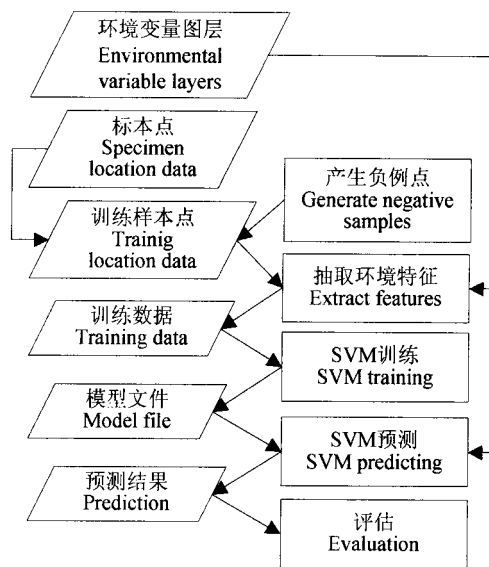 环境变量图层
Environmental
variable layers
标本点
Specimen
location data
产生负例点
Generate negative
samples
训练样本点
Trainig
location data
抽取环境特征
Extract features
训练数据
Training data
SVM训练
SVM training
模型文件
Model file
SVM预测
SVM predicting
预测结果
Prediction
评估
Evaluation